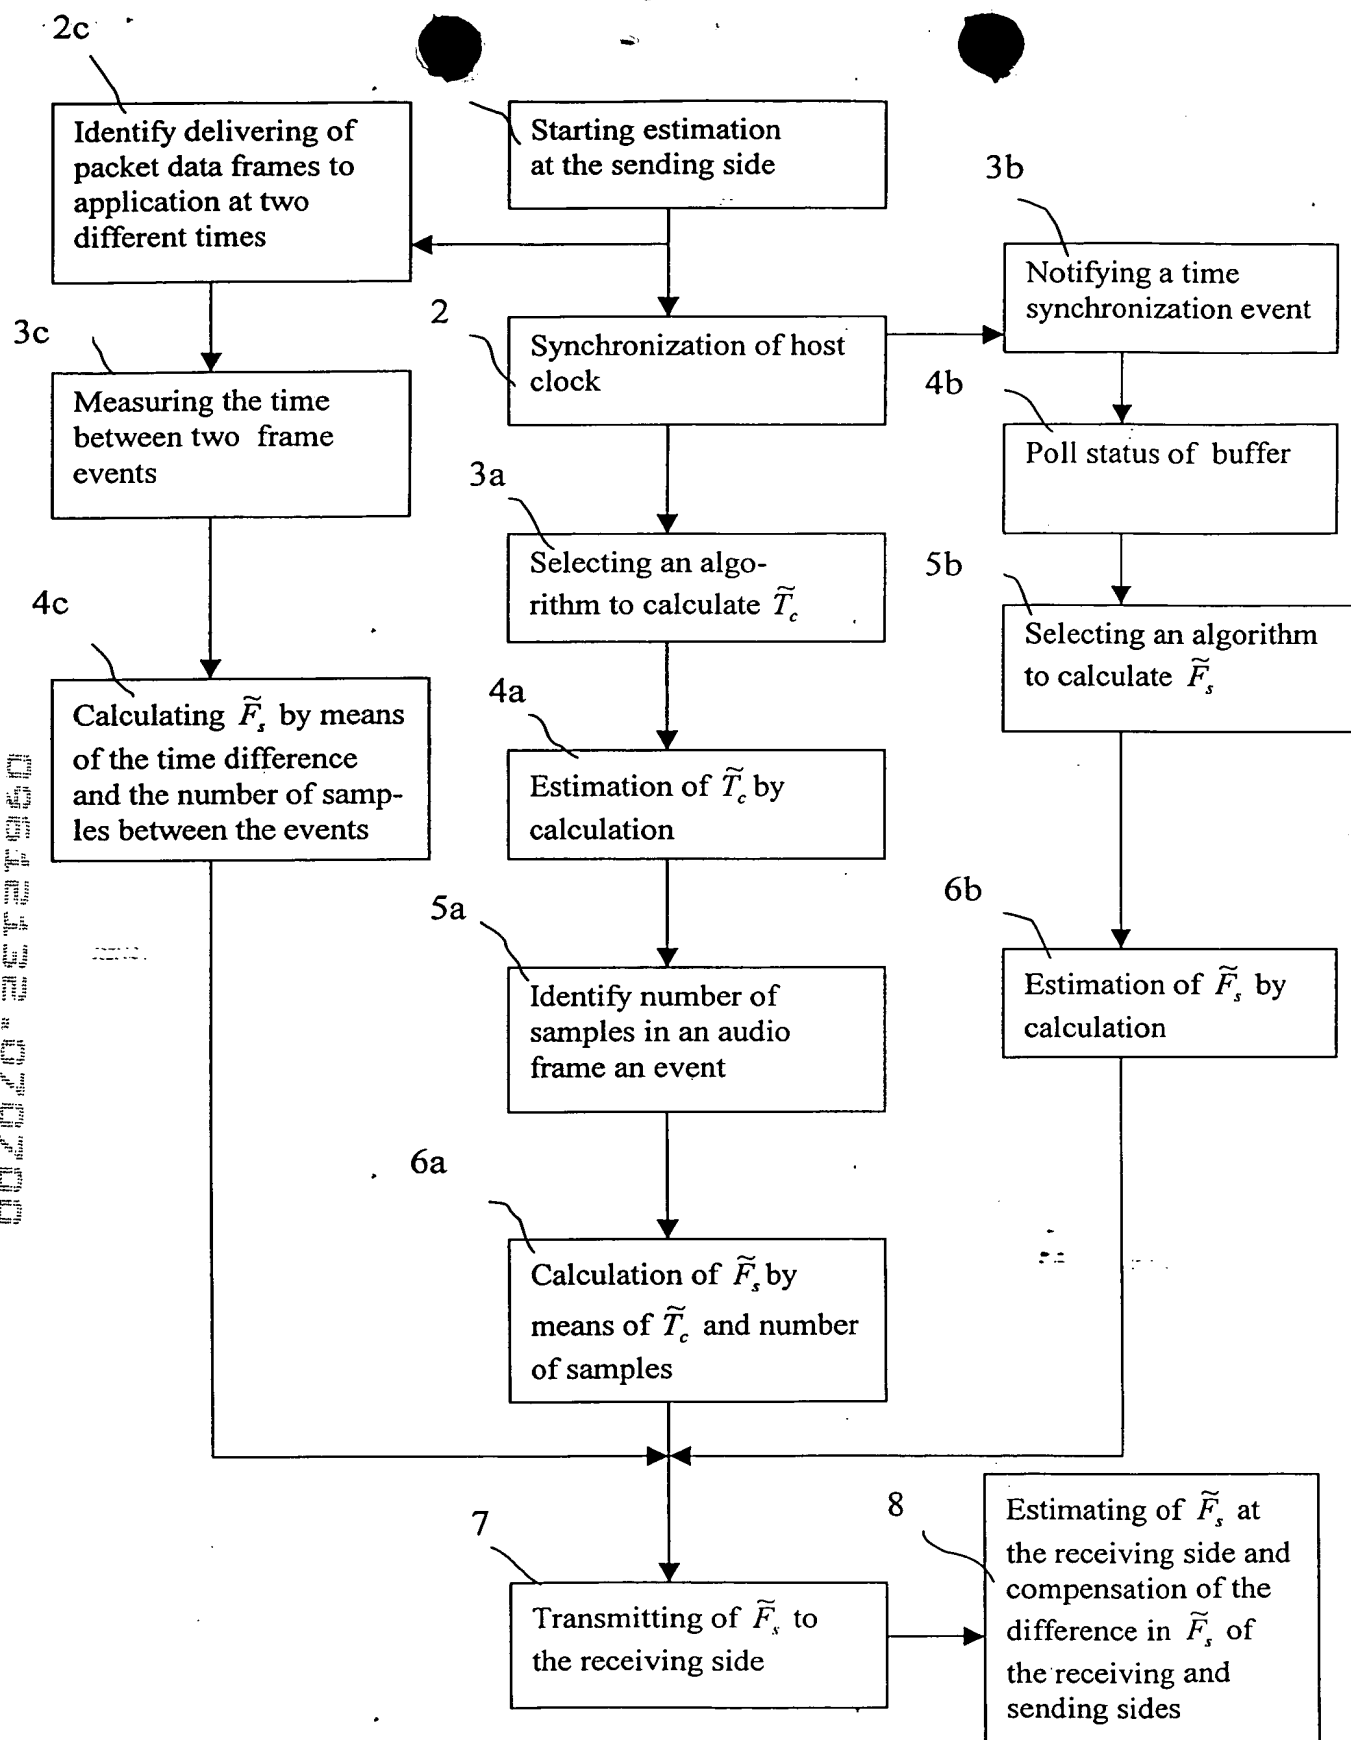 2c
Identify delivering of
packet data frames to
application at two
different times
Starting estimation
at the sending side
3b
Notifying a time
synchronization event
2
Synchronization of host
clock
3c
Measuring the time
between two frame
events
4b
Poll status of buffer
3a
Selecting an algo-
rithm to calculate T̃c
5b
Selecting an algorithm
to calculate F̃s
4c
Calculating F̃s by means
of the time difference
and the number of samp-
les between the events
4a
Estimation of T̃c by
calculation
5a
Identify number of
samples in an audio
frame an event
6b
Estimation of F̃s by
calculation
6a
Calculation of F̃s by
means of T̃c and number
of samples
7
Transmitting of F̃s to
the receiving side
8
Estimating of F̃s at
the receiving side and
compensation of the
difference in F̃s of
the receiving and
sending sides